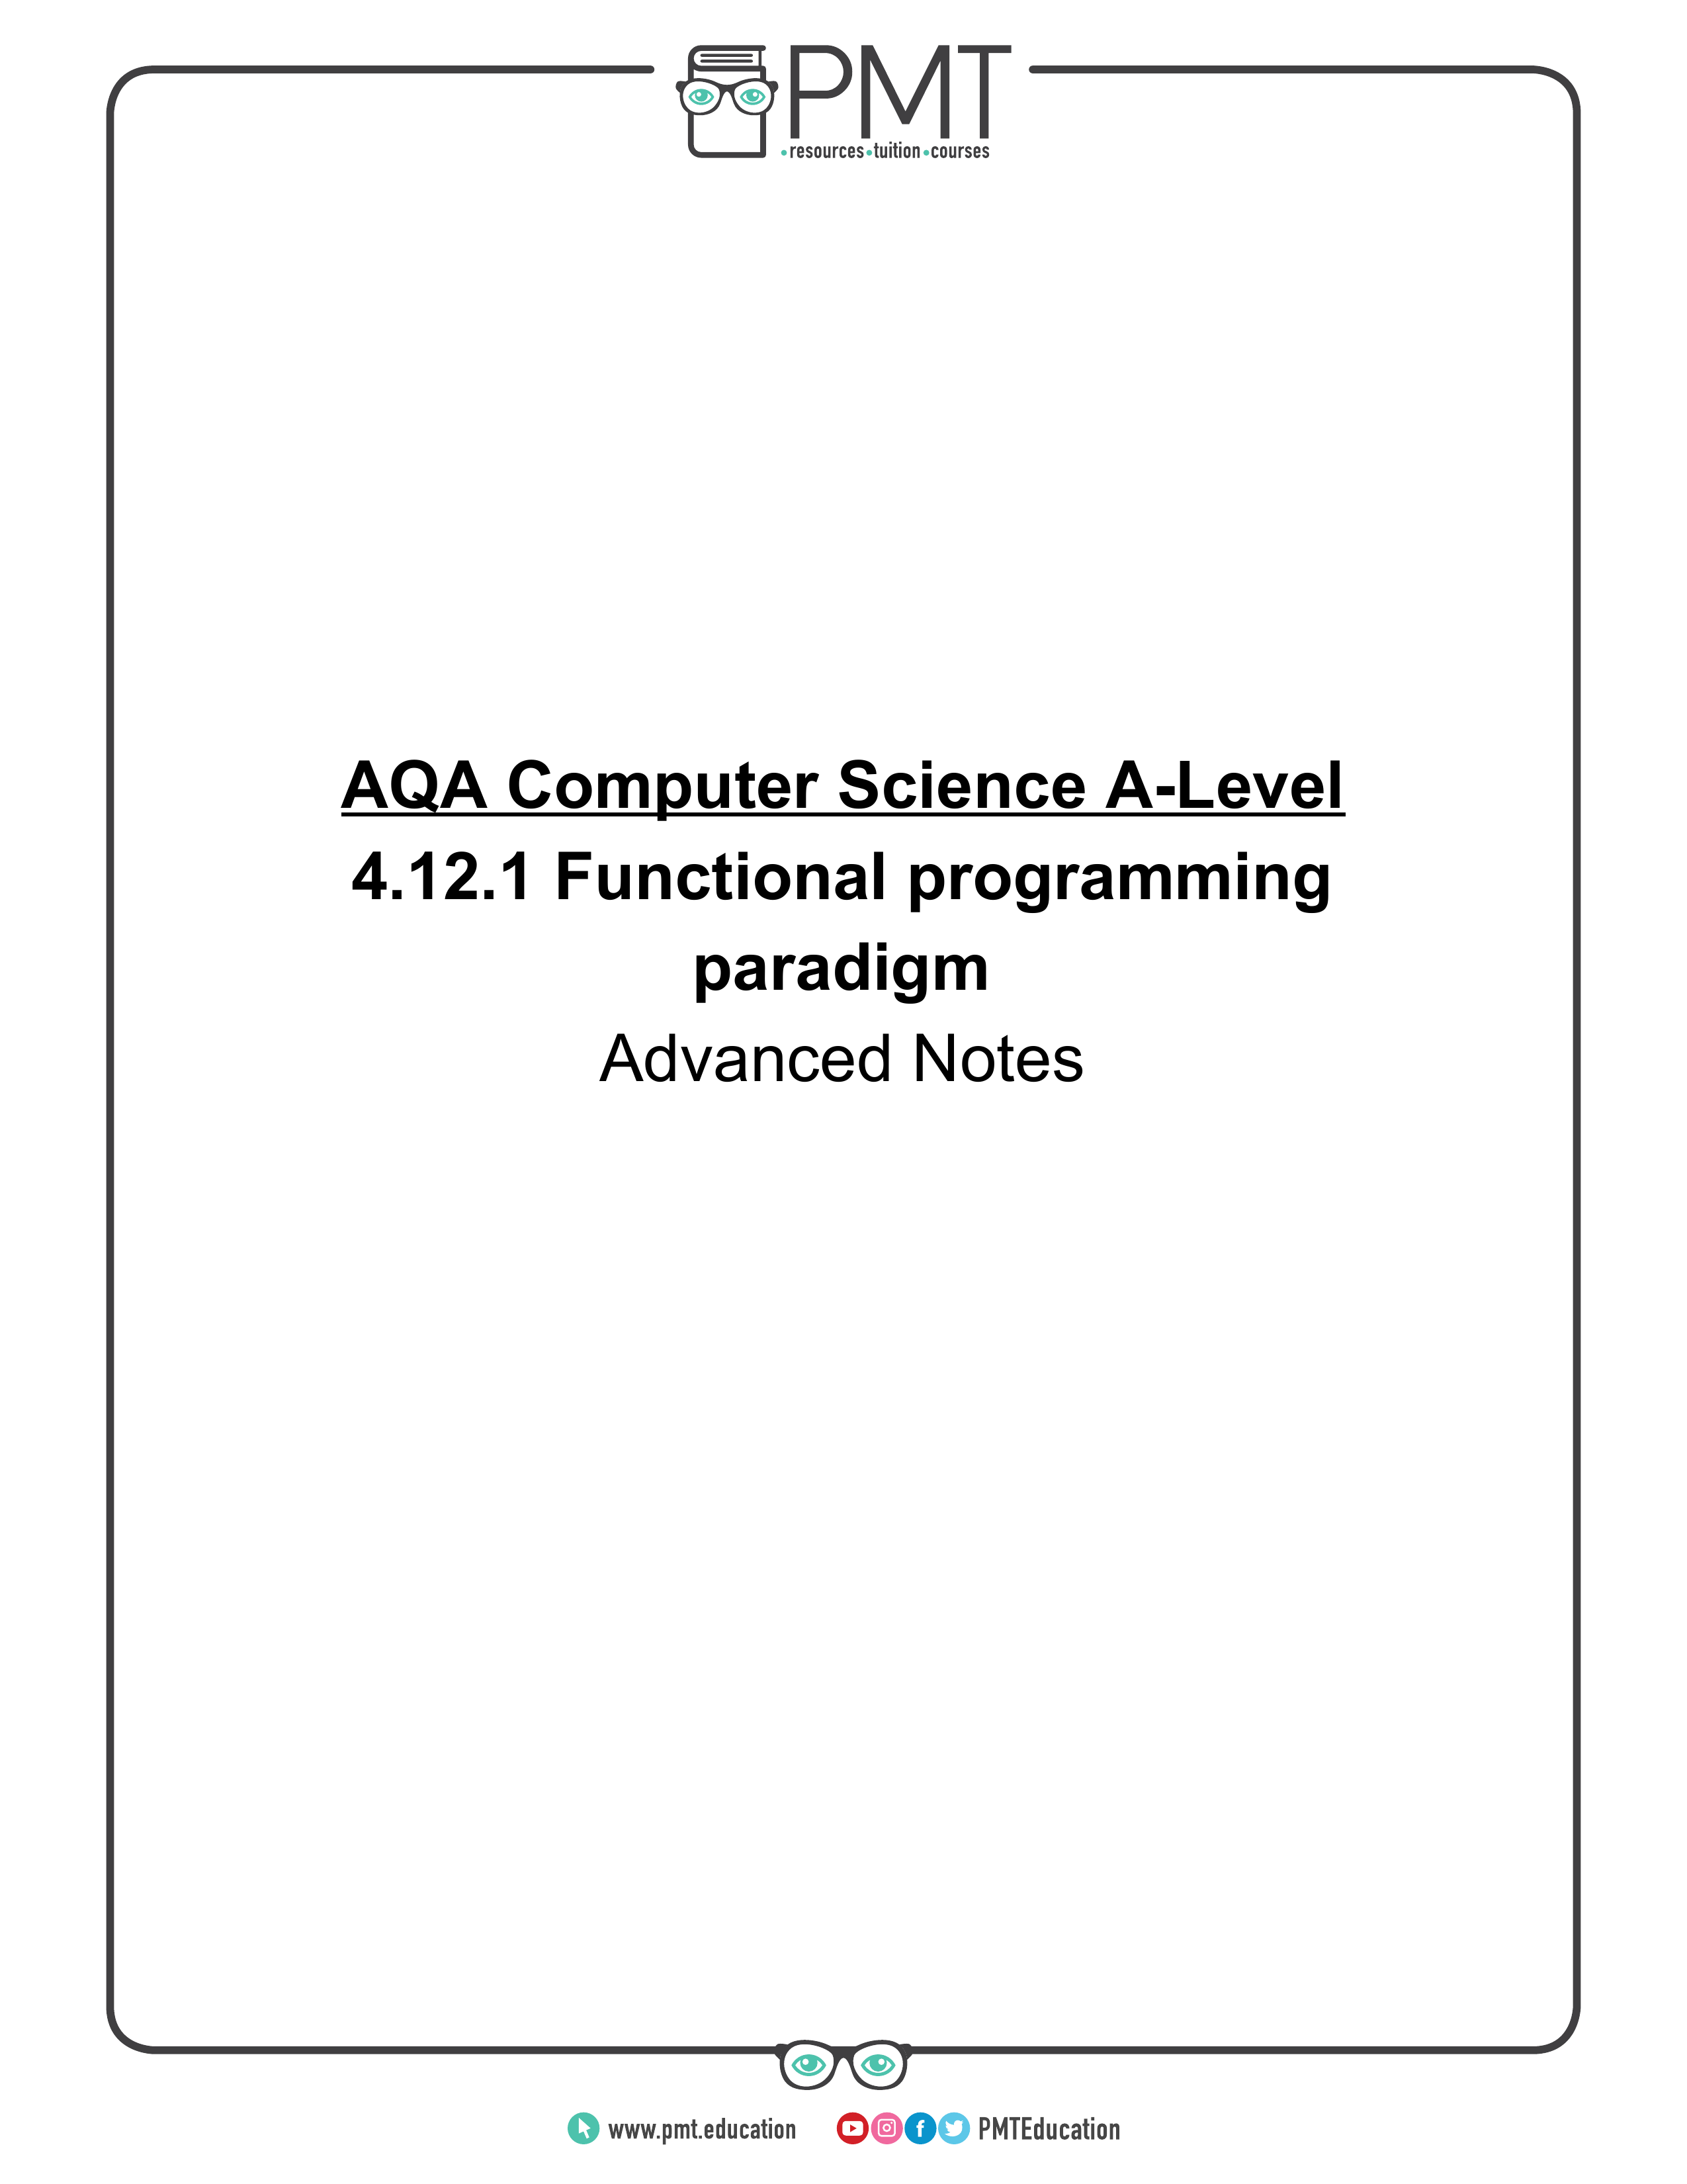 PMT
resources tuition courses
AQA Computer Science A-Level
4.12.1 Functional programming
paradigm
Advanced Notes
www.pmt.education PMTEducation